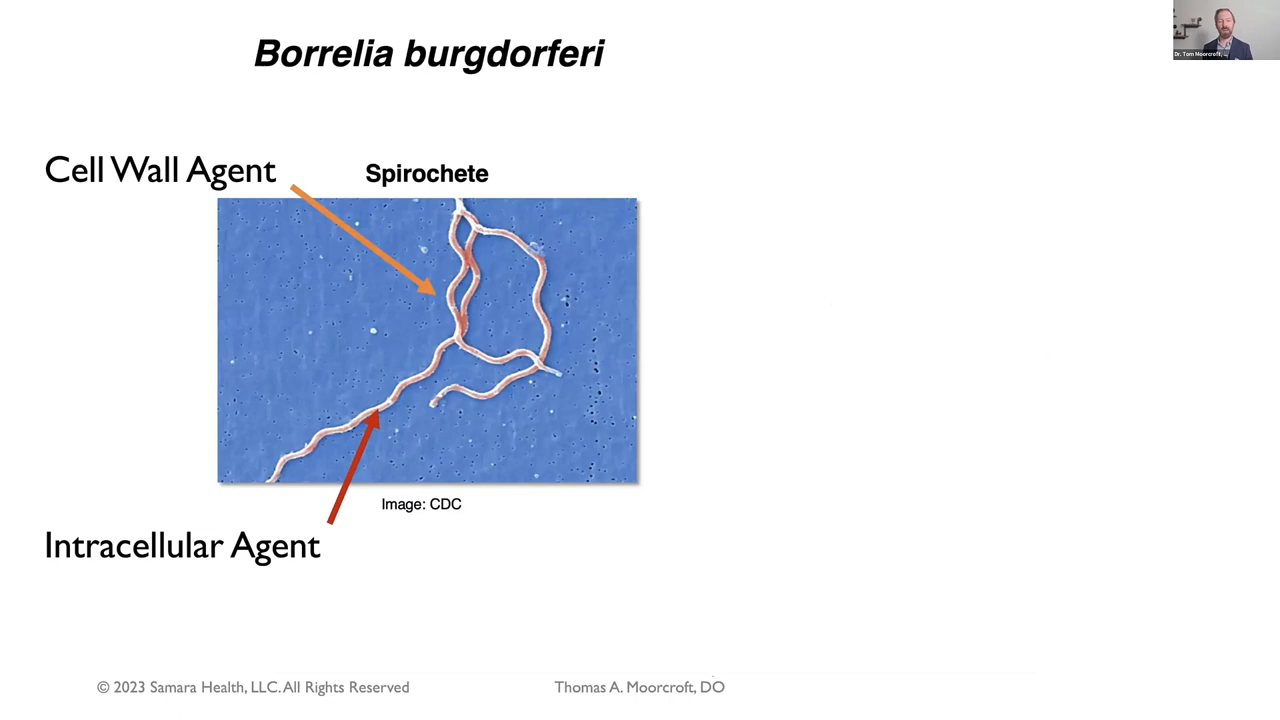 Borrelia burgdorferi
Dr. Tom Moorcroft, ...
Cell Wall Agent
Spirochete
Image: CDC
Intracellular Agent
© 2023 Samara Health, LLC. All Rights Reserved
Thomas A. Moorcroft, DO